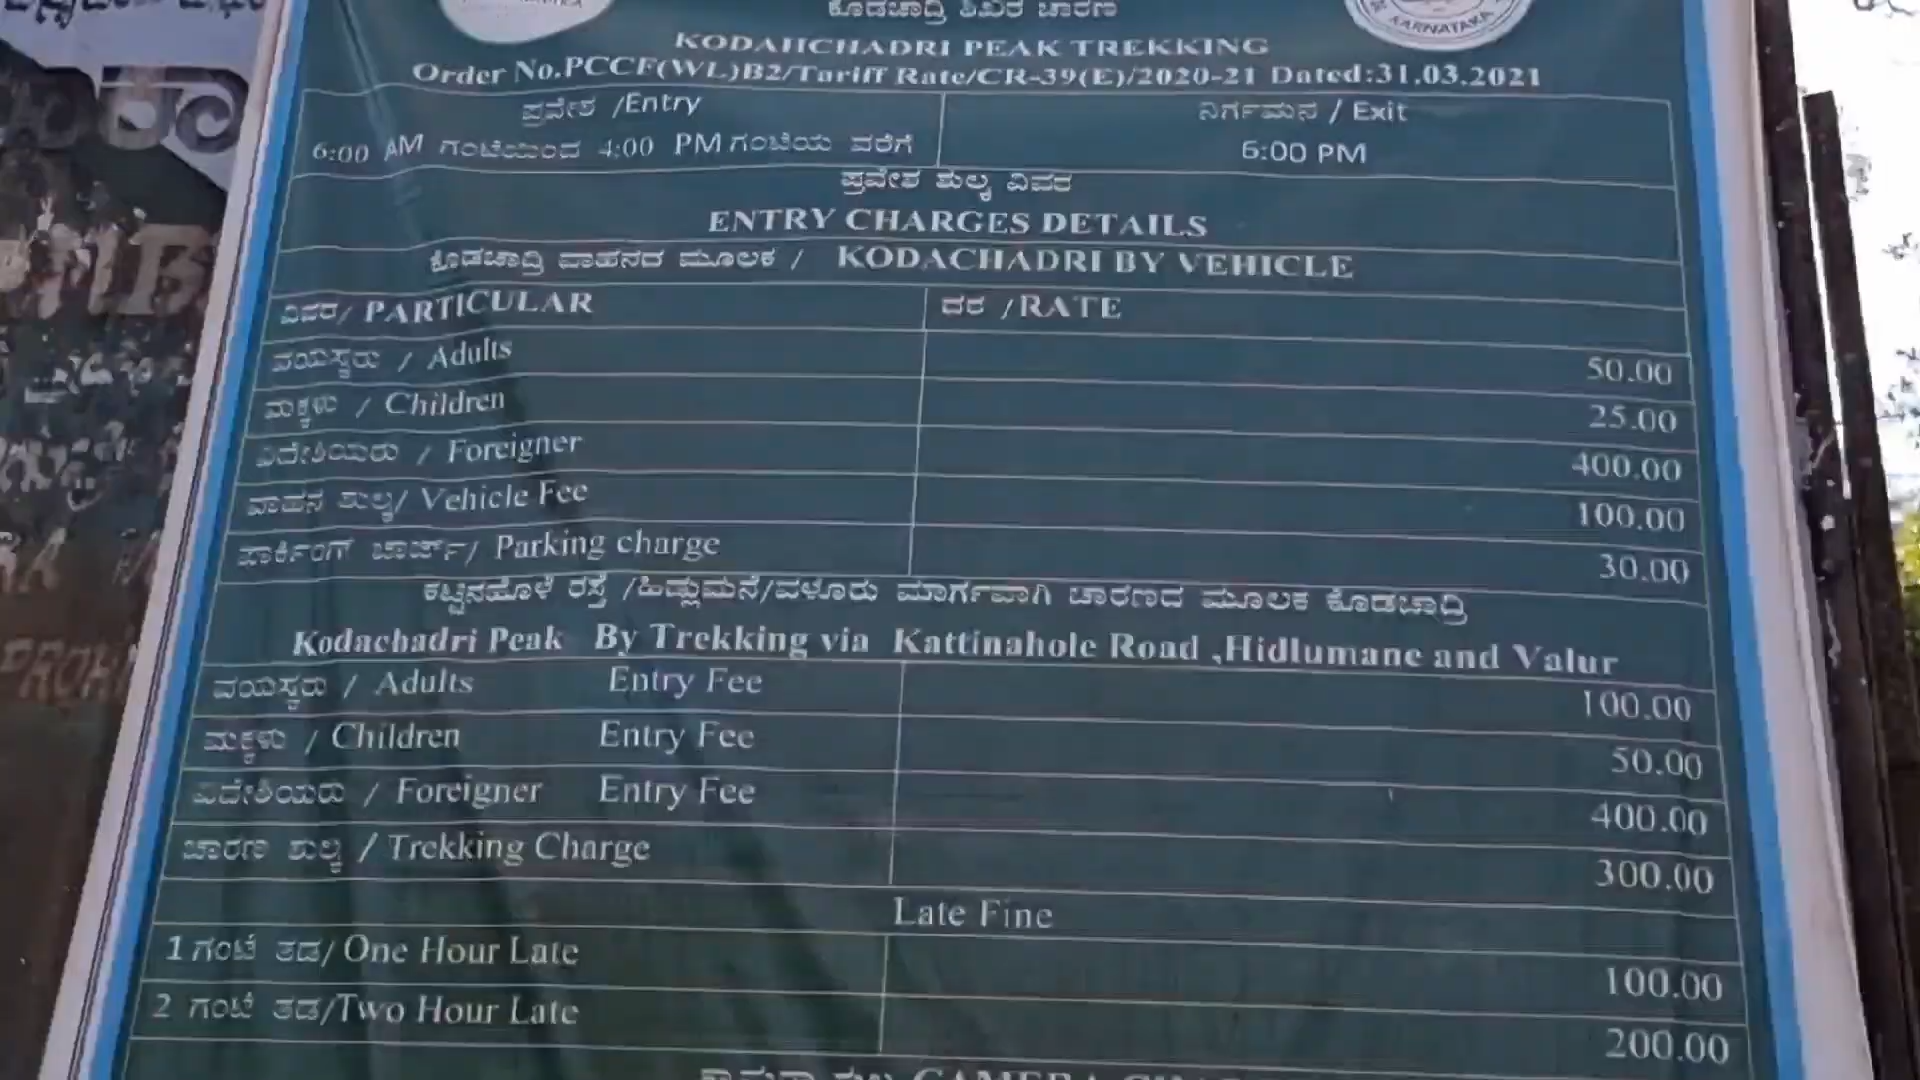 ಕೊಡಚಾದ್ರಿ ಶಿಖರ ಚಾರಣ
KARNATAKA
KODAHCHADRI PEAK TREKKING
Order No.PCCF(WL)B2/Tariff Rate/CR-39(E)/2020-21 Dated:31.03.2021
ಪ್ರವೇಶ /Entry ನಿರ್ಗಮನ / Exit
6:00 AM ಗಂಟೆಯಿಂದ 4:00 PM ಗಂಟೆಯ ವರೆಗೆ 6:00 PM
ಪ್ರವೇಶ ಶುಲ್ಕ ವಿವರ
ENTRY CHARGES DETAILS
ಕೊಡಚಾದ್ರಿ ವಾಹನದ ಮೂಲಕ / KODACHADRI BY VEHICLE
ವಿವರ/ PARTICULAR ದರ /RATE
ವಯಸ್ಕರು / Adults 50.00
ಮಕ್ಕಳು / Children 25.00
ವಿದೇಶಿಯರು / Foreigner 400.00
ವಾಹನ ಶುಲ್ಕ/ Vehicle Fee 100.00
ಪಾರ್ಕಿಂಗ್ ಚಾರ್ಜ್/ Parking charge 30.00
ಕಟ್ಟಿನಹೊಳೆ ರಸ್ತೆ /ಹಿಡ್ಲುಮನೆ/ವಳೂರು ಮಾರ್ಗವಾಗಿ ಚಾರಣದ ಮೂಲಕ ಕೊಡಚಾದ್ರಿ
Kodachadri Peak By Trekking via Kattinahole Road ,Hidlumane and Valur
ವಯಸ್ಕರು / Adults Entry Fee 100.00
ಮಕ್ಕಳು / Children Entry Fee 50.00
ವಿದೇಶಿಯರು / Foreigner Entry Fee 400.00
ಚಾರಣ ಶುಲ್ಕ / Trekking Charge 300.00
Late Fine
1 ಗಂಟೆ ತಡ/ One Hour Late 100.00
2 ಗಂಟೆ ತಡ/Two Hour Late 200.00